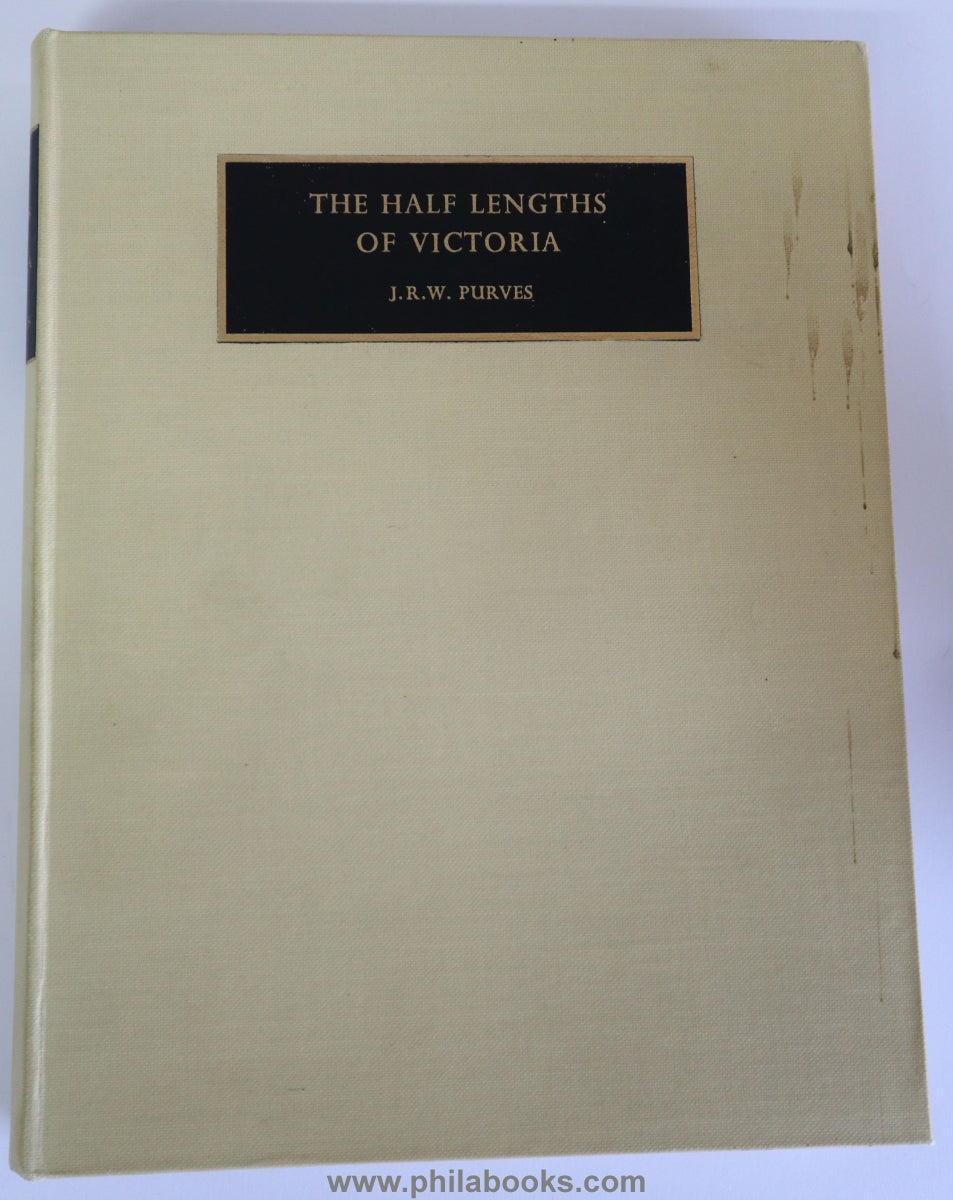 THE HALF LENGTHS
OF VICTORIA
J.R.W. PURVES
www.philabooks.com